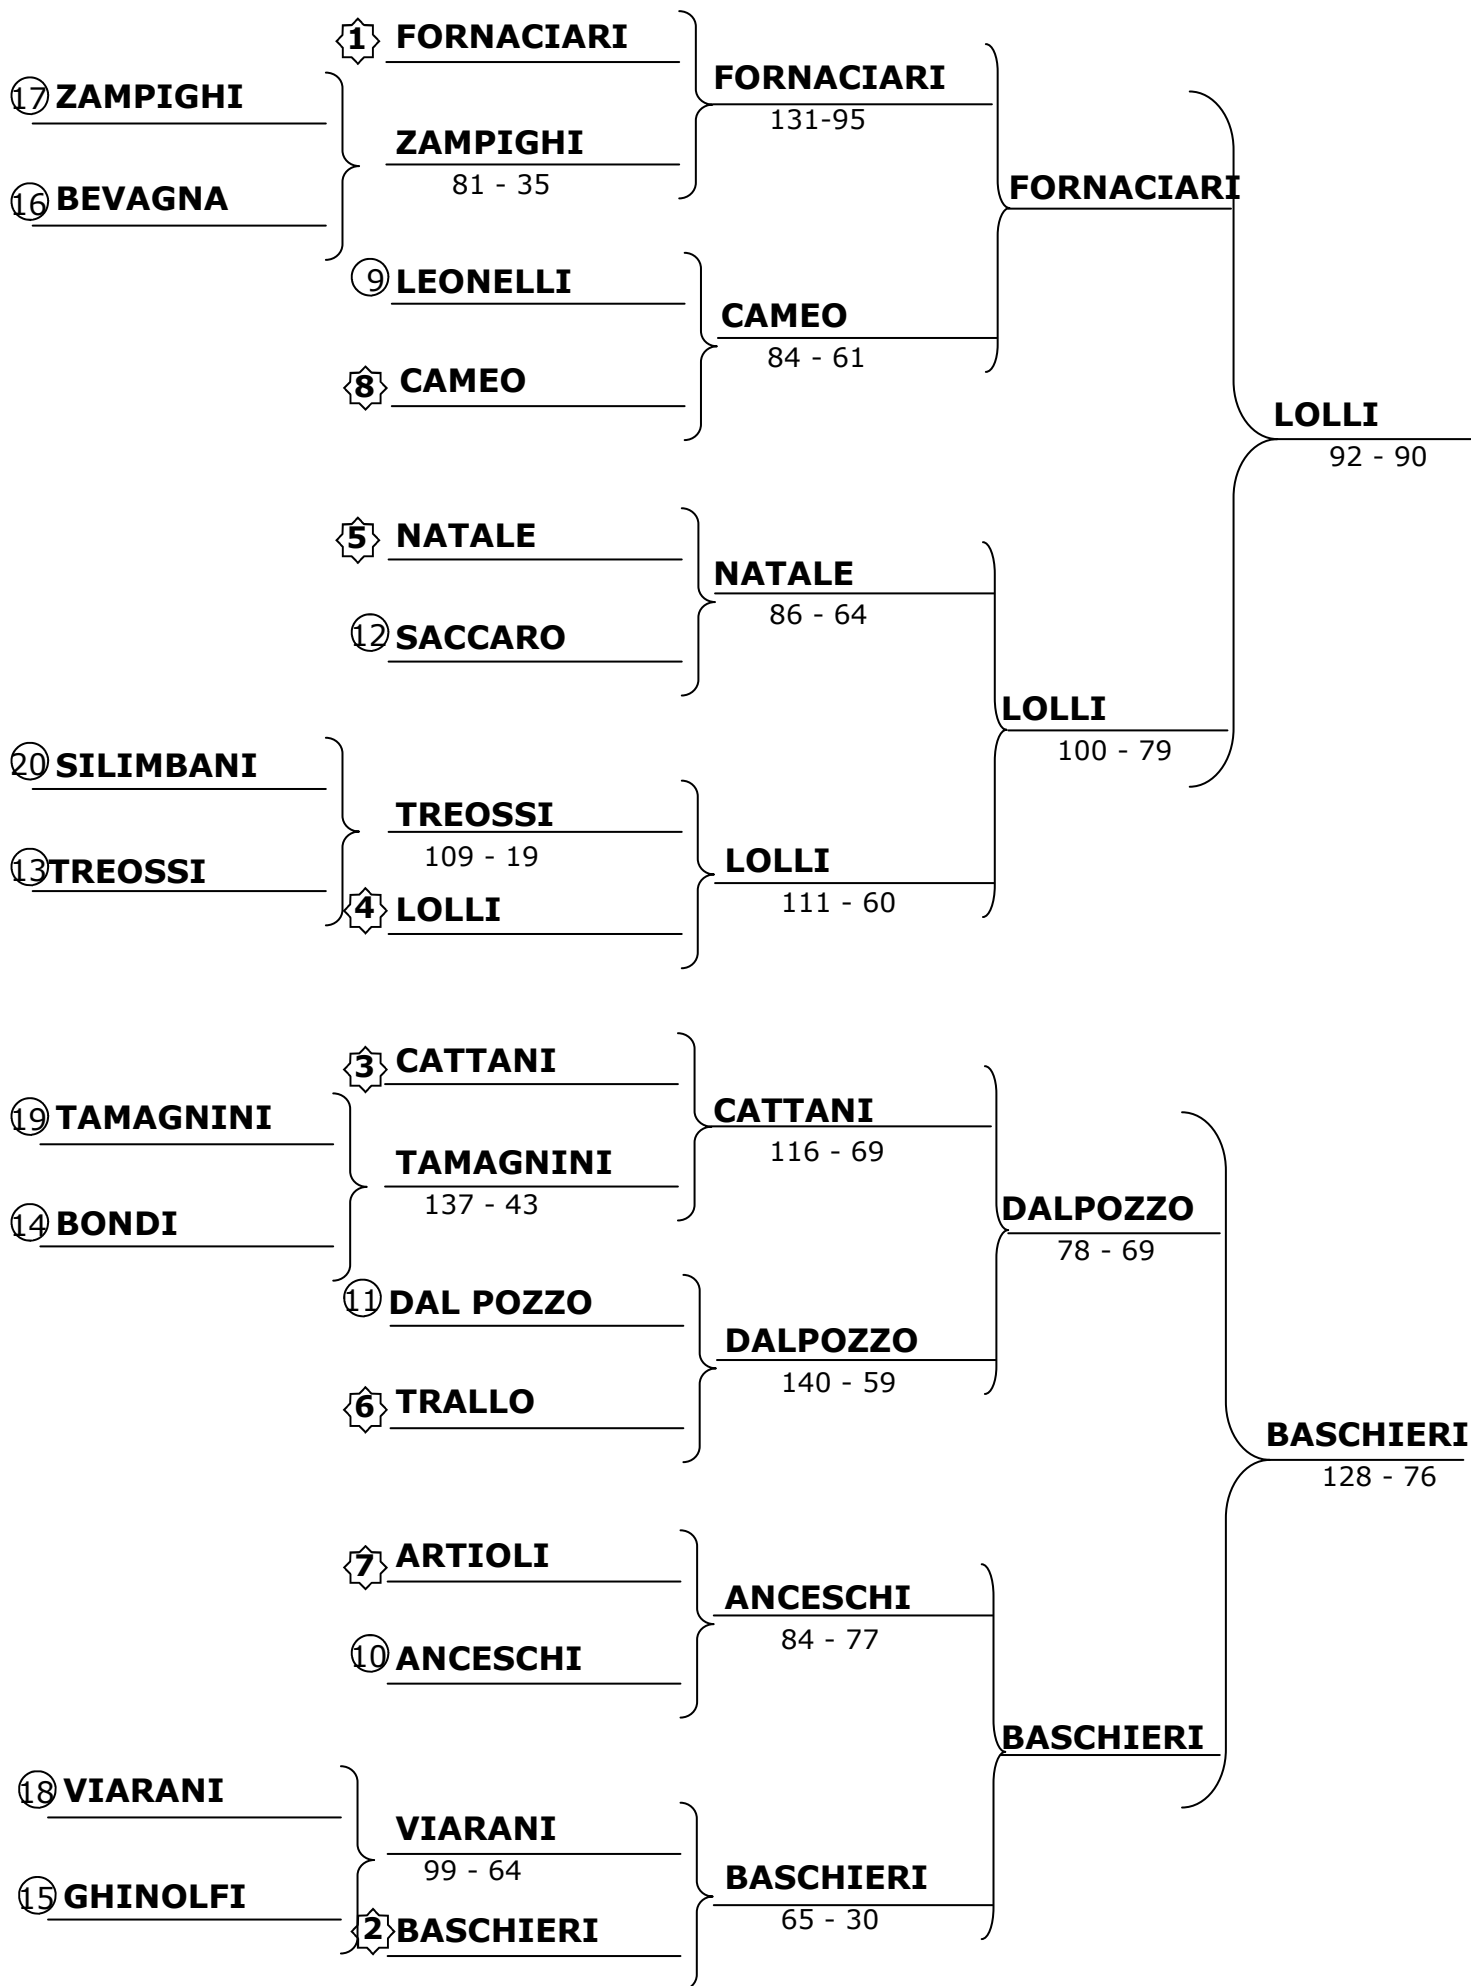 1 FORNACIARI
17 ZAMPIGHI
FORNACIARI
131-95
ZAMPIGHI
81 - 35
16 BEVAGNA
FORNACIARI
9 LEONELLI
CAMEO
84 - 61
8 CAMEO
LOLLI
92 - 90
5 NATALE
NATALE
86 - 64
12 SACCARO
LOLLI
100 - 79
20 SILIMBANI
TREOSSI
109 - 19
13 TREOSSI
LOLLI
111 - 60
4 LOLLI
3 CATTANI
19 TAMAGNINI
CATTANI
116 - 69
TAMAGNINI
137 - 43
14 BONDI
DALPOZZO
78 - 69
11 DAL POZZO
DALPOZZO
140 - 59
6 TRALLO
BASCHIERI
128 - 76
7 ARTIOLI
ANCESCHI
84 - 77
10 ANCESCHI
BASCHIERI
18 VIARANI
VIARANI
99 - 64
15 GHINOLFI
BASCHIERI
65 - 30
2 BASCHIERI